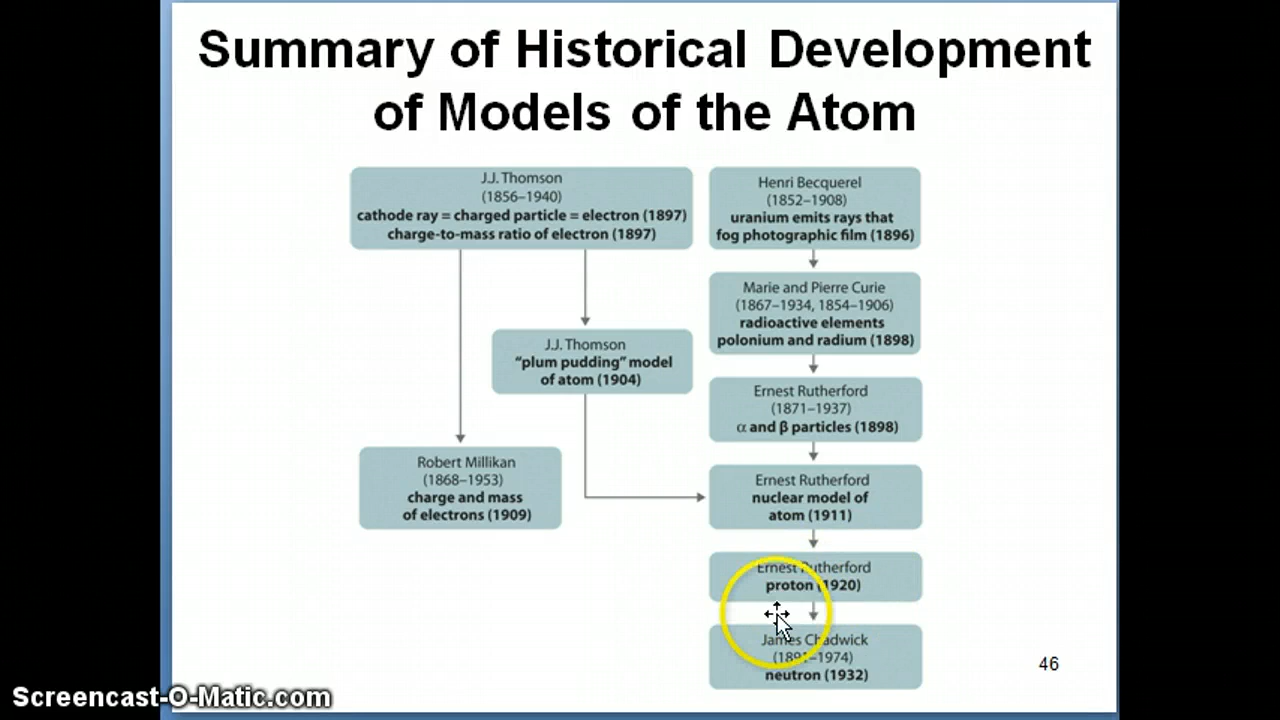 Summary of Historical Development
of Models of the Atom
J.J. Thomson
(1856–1940)
cathode ray = charged particle = electron (1897)
charge-to-mass ratio of electron (1897)
Henri Becquerel
(1852–1908)
uranium emits rays that
fog photographic film (1896)
Marie and Pierre Curie
(1867–1934, 1854–1906)
radioactive elements
polonium and radium (1898)
J.J. Thomson
“plum pudding” model
of atom (1904)
Ernest Rutherford
(1871–1937)
α and β particles (1898)
Robert Millikan
(1868–1953)
charge and mass
of electrons (1909)
Ernest Rutherford
nuclear model of
atom (1911)
Ernest Rutherford
proton (1920)
James Chadwick
(1891–1974)
neutron (1932)
46
Screencast-O-Matic.com